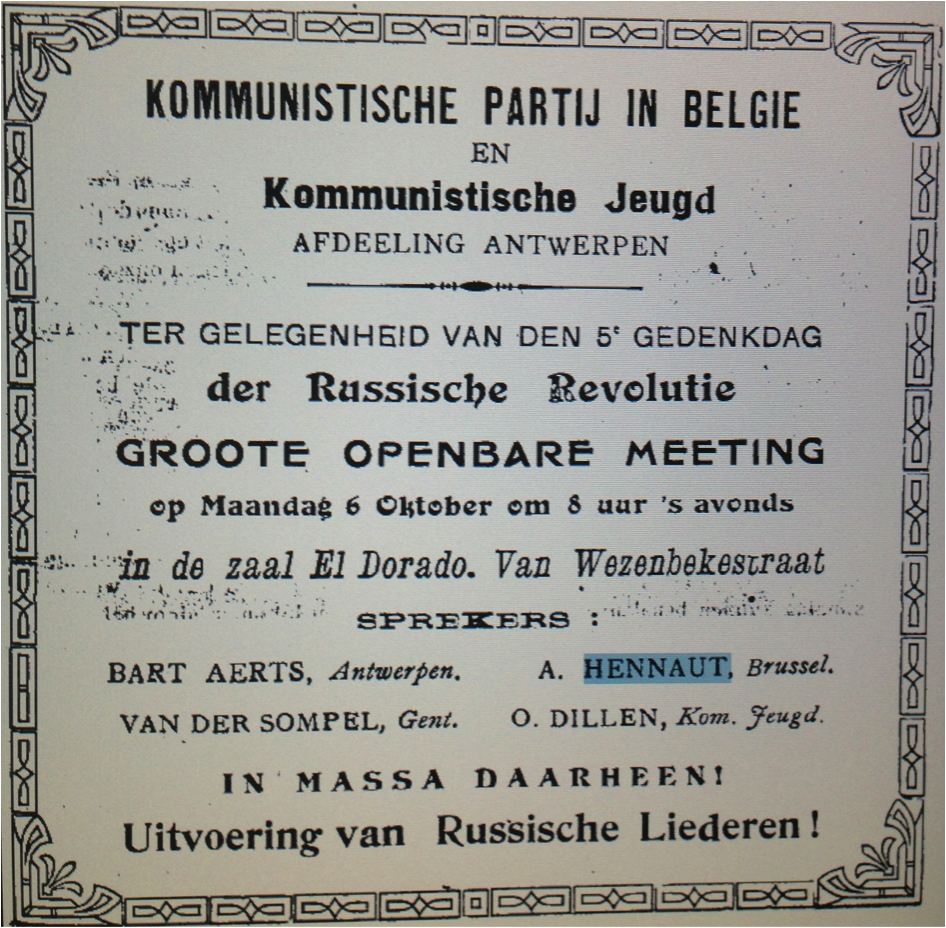 KOMMUNISTISCHE PARTIJ IN BELGIE
EN
Kommunistische Jeugd
AFDEELING ANTWERPEN
TER GELEGENHEID VAN DEN 5e GEDENKDAG
der Russische Revolutie
GROOTE OPENBARE MEETING
op Maandag 6 Oktober om 8 uur 's avonds
in de zaal El Dorado. Van Wezenbekestraat
SPREKERS :
BART AERTS, Antwerpen. A. HENNAUT, Brussel.
VAN DER SOMPEL, Gent. O. DILLEN, Kom. Jeugd.
IN MASSA DAARHEEN!
Uitvoering van Russische Liederen!